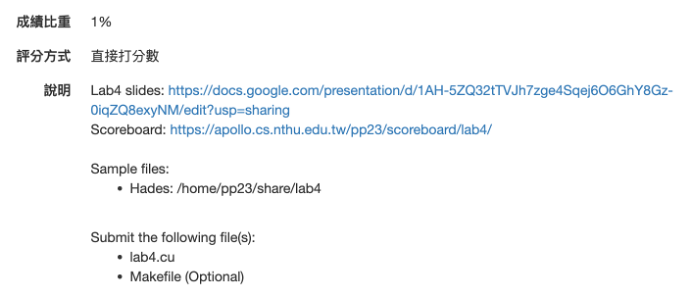 成績比重 1%
評分方式 直接打分數
說明 Lab4 slides: https://docs.google.com/presentation/d/1AH-5ZQ32tTVJh7zge4Sqej6O6GhY8Gz-
0iqZQ8exyNM/edit?usp=sharing
Scoreboard: https://apollo.cs.nthu.edu.tw/pp23/scoreboard/lab4/
Sample files:
• Hades: /home/pp23/share/lab4
Submit the following file(s):
• lab4.cu
• Makefile (Optional)